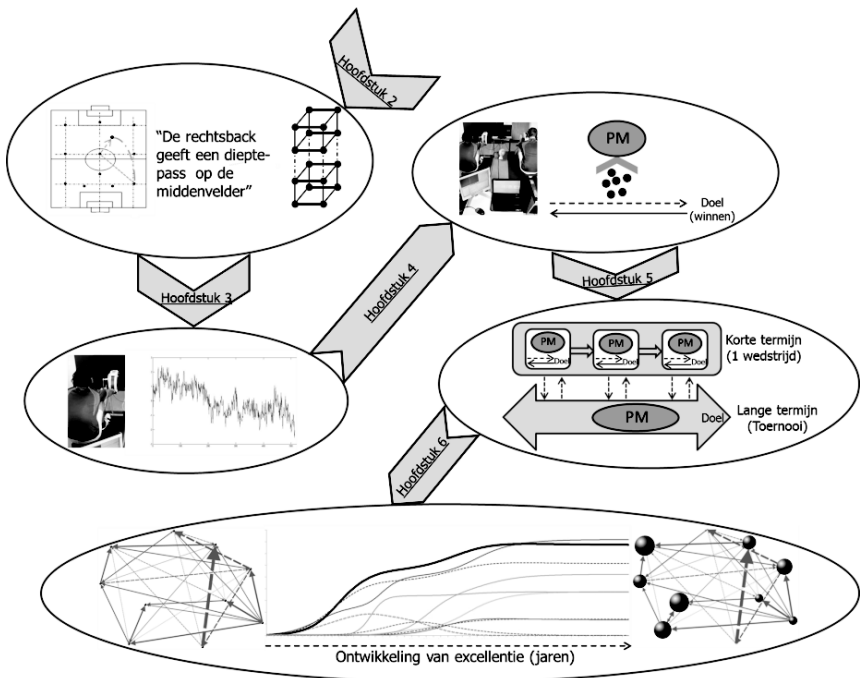 Hoofdstuk 2
"De rechtsback
geeft een diepte-
pass op de
middenvelder"
PM
Doel
(winnen)
Hoofdstuk 3
Hoofdstuk 4
Hoofdstuk 5
PM
PM
PM
Doel
Doel
Doel
Korte termijn
(1 wedstrijd)
PM
Doel
Lange termijn
(Toernooi)
Hoofdstuk 6
Ontwikkeling van excellentie (jaren)